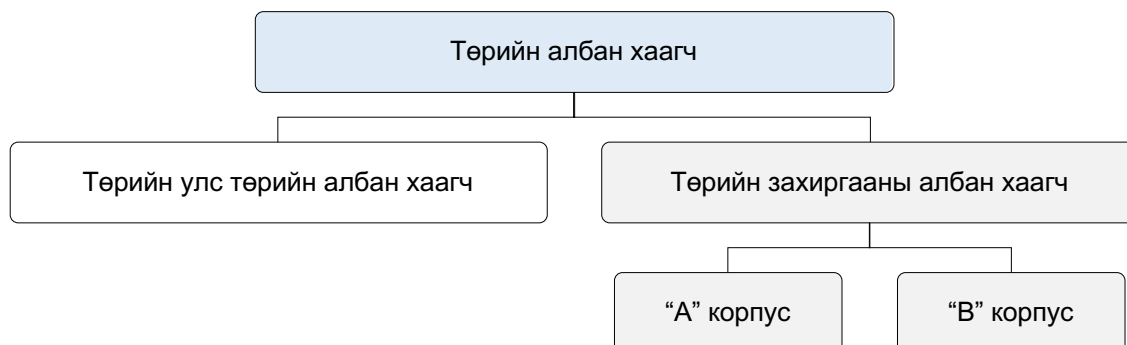 Төрийн албан хаагч
Төрийн улс төрийн албан хаагч
Төрийн захиргааны албан хаагч
“А” корпус
“В” корпус